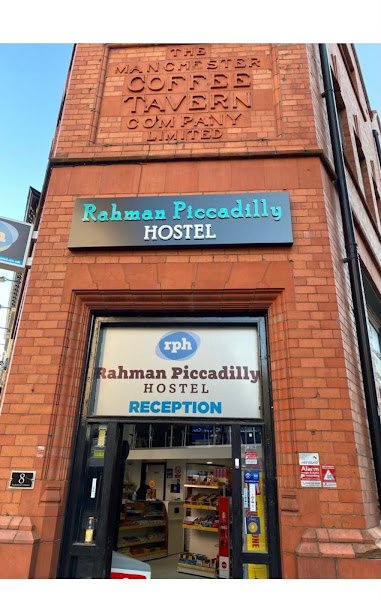 THE
MANCHESTER
COFFEE
TAVERN
COMPANY
LIMITED
Rahman Piccadilly
HOSTEL
rph
Rahman Piccadilly
HOSTEL
RECEPTION
8
Alarm